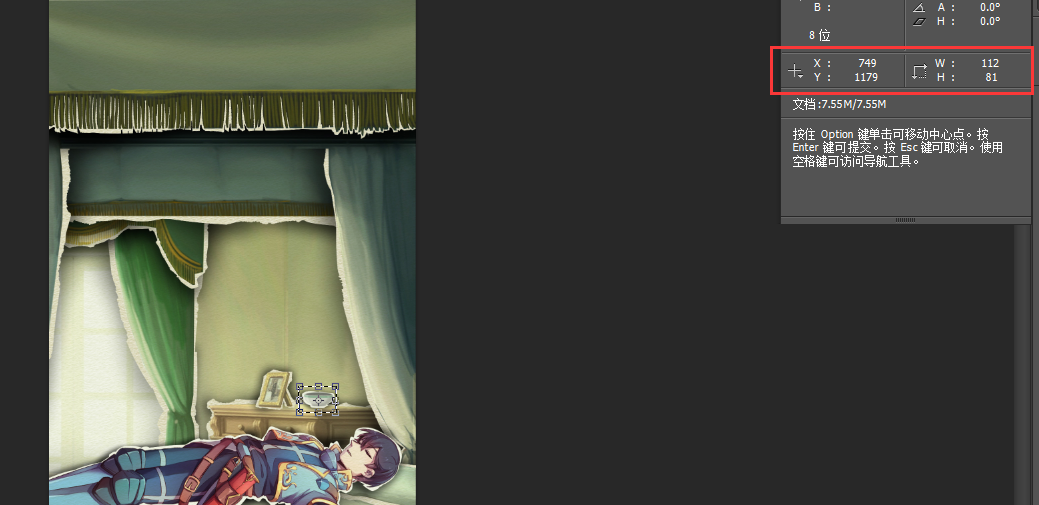 B :
A : 0.0°
H : 0.0°
8 位
X : 749
Y : 1179
W : 112
H : 81
文档:7.55M/7.55M
按住 Option 键单击可移动中心点。按
Enter 键可提交。按 Esc 键可取消。使用
空格键可访问导航工具。